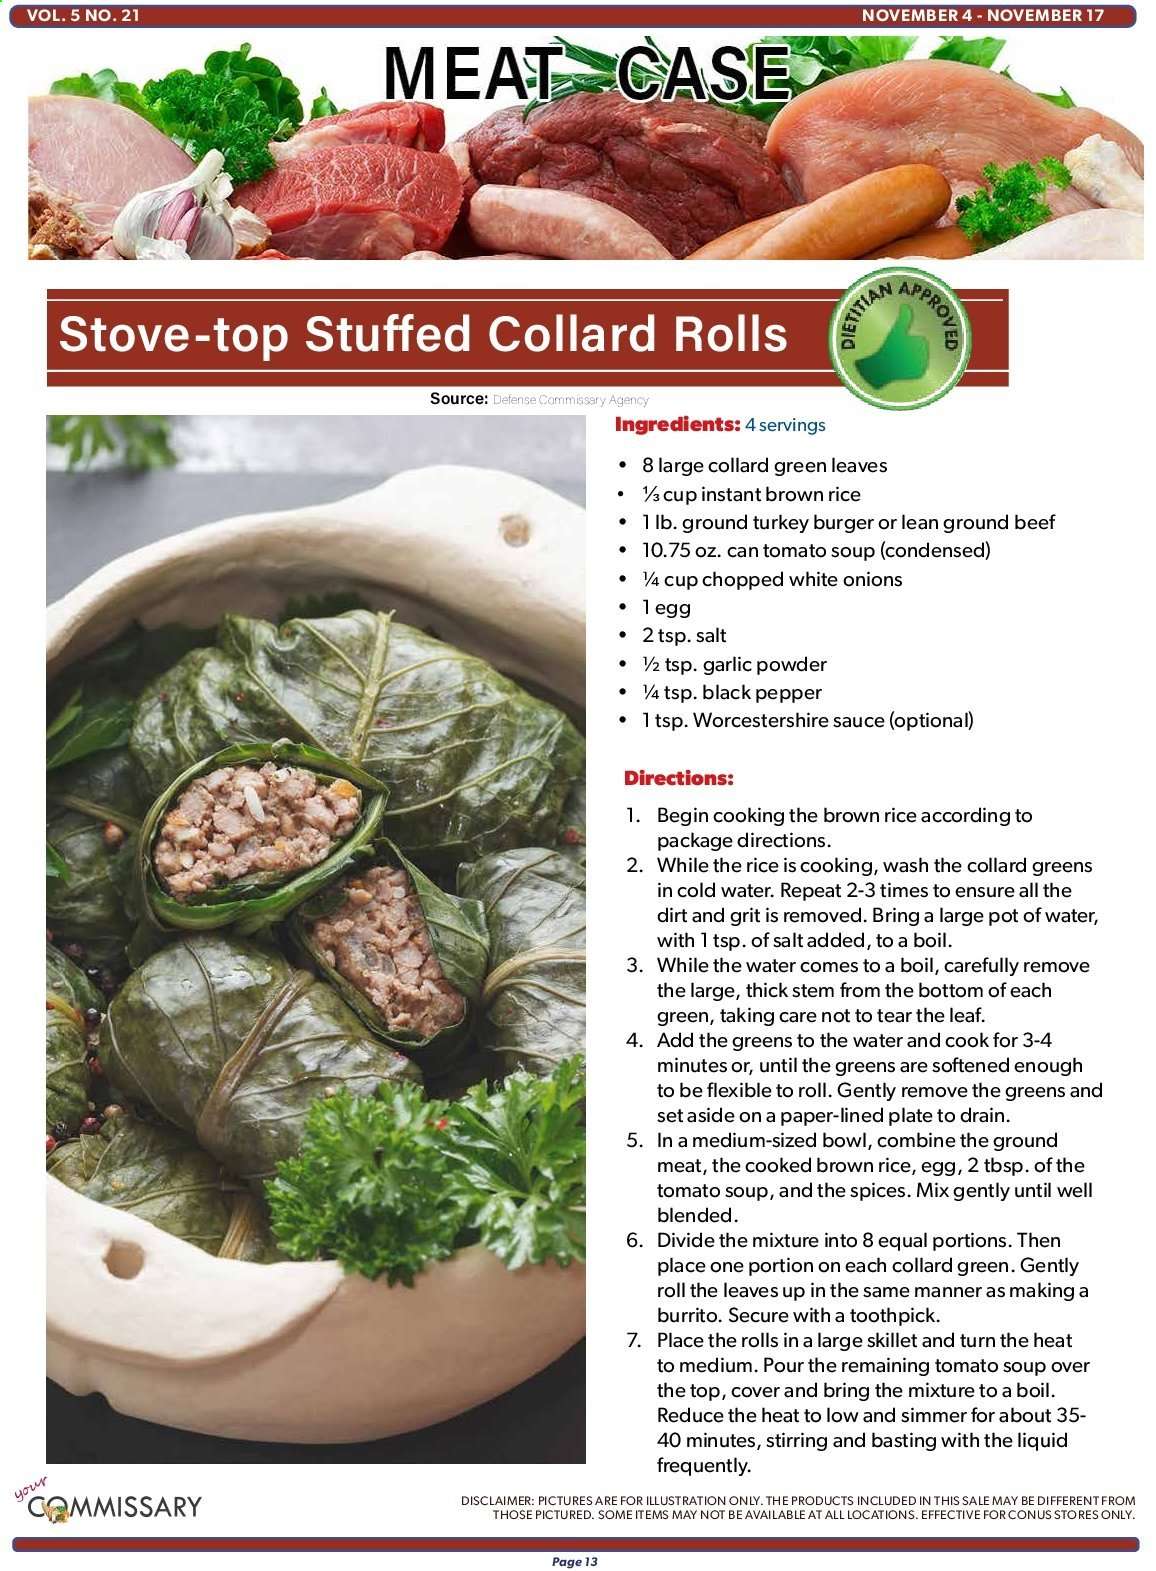 VOL. 5 NO. 21
NOVEMBER 4 - NOVEMBER 17
MEAT CASE
Stove-top Stuffed Collard Rolls
DIETITIAN APPROVED
Source: Defense Commissary Agency
Ingredients: 4 servings
• 8 large collard green leaves
• ⅓ cup instant brown rice
• 1 lb. ground turkey burger or lean ground beef
• 10.75 oz. can tomato soup (condensed)
• ¼ cup chopped white onions
• 1 egg
• 2 tsp. salt
• ½ tsp. garlic powder
• ¼ tsp. black pepper
• 1 tsp. Worcestershire sauce (optional)
Directions:
1. Begin cooking the brown rice according to
package directions.
2. While the rice is cooking, wash the collard greens
in cold water. Repeat 2-3 times to ensure all the
dirt and grit is removed. Bring a large pot of water,
with 1 tsp. of salt added, to a boil.
3. While the water comes to a boil, carefully remove
the large, thick stem from the bottom of each
green, taking care not to tear the leaf.
4. Add the greens to the water and cook for 3-4
minutes or, until the greens are softened enough
to be flexible to roll. Gently remove the greens and
set aside on a paper-lined plate to drain.
5. In a medium-sized bowl, combine the ground
meat, the cooked brown rice, egg, 2 tbsp. of the
tomato soup, and the spices. Mix gently until well
blended.
6. Divide the mixture into 8 equal portions. Then
place one portion on each collard green. Gently
roll the leaves up in the same manner as making a
burrito. Secure with a toothpick.
7. Place the rolls in a large skillet and turn the heat
to medium. Pour the remaining tomato soup over
the top, cover and bring the mixture to a boil.
Reduce the heat to low and simmer for about 35-
40 minutes, stirring and basting with the liquid
frequently.
your
COMMISSARY
DISCLAIMER: PICTURES ARE FOR ILLUSTRATION ONLY. THE PRODUCTS INCLUDED IN THIS SALE MAY BE DIFFERENT FROM
THOSE PICTURED. SOME ITEMS MAY NOT BE AVAILABLE AT ALL LOCATIONS. EFFECTIVE FOR CONUS STORES ONLY.
Page 13